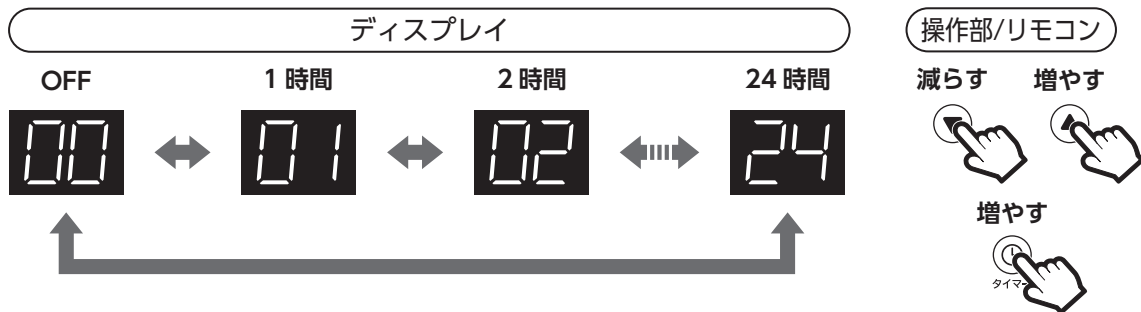 ディスプレイ
操作部/リモコン
OFF
1 時間
2 時間
24 時間
減らす
増やす
00
01
02
24
増やす
タイマー